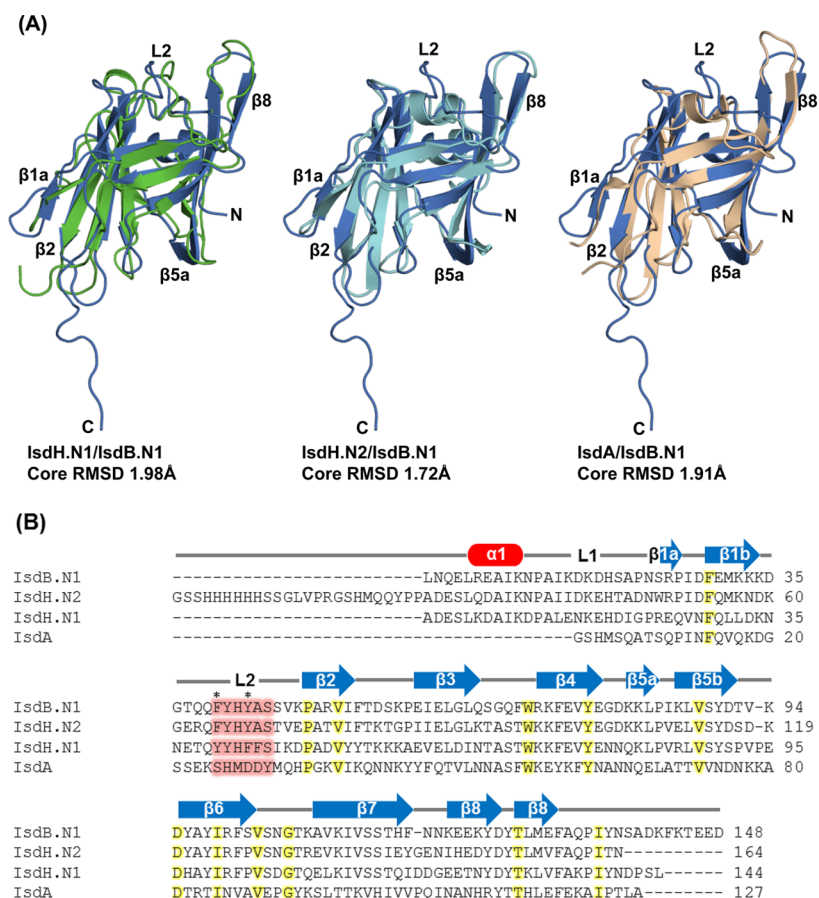 (A)
L2
L2
L2
β8
β8
β8
β1a
β1a
β1a
N
N
N
β2
β2
β2
β5a
β5a
β5a
C
C
C
IsdH.N1/IsdB.N1
Core RMSD 1.98Å
IsdH.N2/IsdB.N1
Core RMSD 1.72Å
IsdA/IsdB.N1
Core RMSD 1.91Å
(B)
α1 L1 β1a β1b
IsdB.N1 -------------------------LNQELREAIKNPAIKDKDHSAPNSRPIDFEMKKKD 35
IsdH.N2 GSSHHHHHHSSGLVPRGSHMQQYPPADESLQDAIKNPAIIDKEHTADNWRPIDFQMKNDK 60
IsdH.N1 -------------------------ADESLKDAIKDPALENKEHDIGPREQVNFQLLDKN 35
IsdA ----------------------------------------GSHMSQATSQPINFQVQKDG 20
L2 β2 β3 β4 β5a β5b
* *
IsdB.N1 GTQQFYHYASSVKPARVIFTDSKPEIELGLQSGQFWRKFEVYEGDKKLPIKLVSYDTV-K 94
IsdH.N2 GERQFYHYASTVEPATVIFTKTGPIIELGLKTASTWKKFEVYEGDKKLPVELVSYDSD-K 119
IsdH.N1 NETQYYHFFSIKDPADVYYTKKKAEVELDINTASTWKKFEVYENNQKLPVRLVSYSPVPE 95
IsdA SSEKSHMDDYMQHPGKVIKQNNKYYFQTVLNNASFWKEYKFYNANNQELATTVVNDNKKA 80
β6 β7 β8 β8
IsdB.N1 DYAYIRFSVSNGTKAVKIVSSTHF-NNKEEKYDYTLMEFAQPIYNSADKFKTEED 148
IsdH.N2 DYAYIRFPVSNGTREVKIVSSIEYGENIHEDYDYTLMVFAQPITN---------- 164
IsdH.N1 DHAYIRFPVSDGTQELKIVSSTQIDDGEETNYDYTKLVFAKPIYNDPSL------ 144
IsdA DTRTINVAVEPGYKSLTTKVHIVVPQINANHRYTTHLEFEKAIPTLA-------- 127